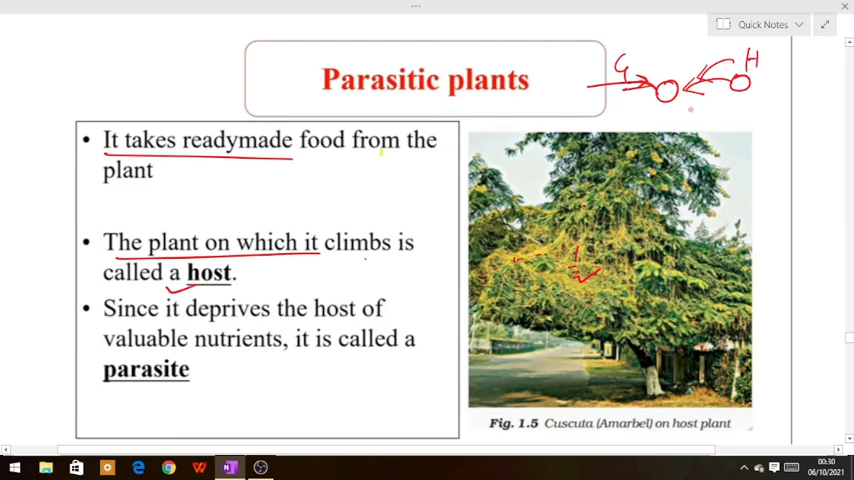 Quick Notes
Parasitic plants
G
H
• It takes readymade food from the
plant
• The plant on which it climbs is
called a host.
• Since it deprives the host of
valuable nutrients, it is called a
parasite
Fig. 1.5 Cuscuta (Amarbel) on host plant
00:30
06/10/2021